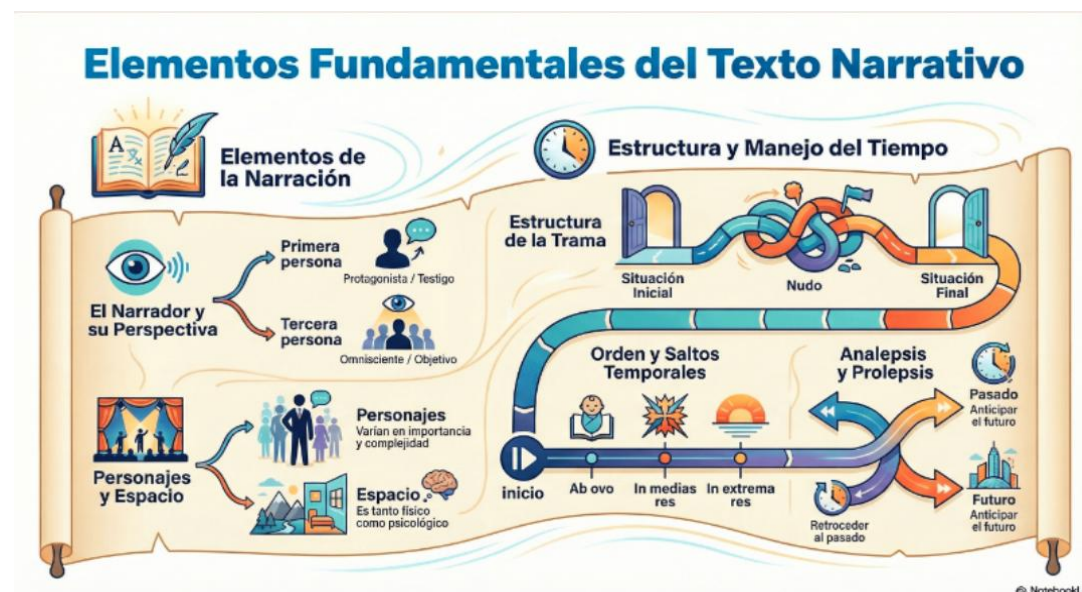 Elementos Fundamentales del Texto Narrativo
Elementos de
la Narración
El Narrador y
su Perspectiva
Primera
persona
Protagonista / Testigo
Tercera
persona
Omnisciente / Objetivo
Personajes
y Espacio
Personajes
Varían en importancia
y complejidad
Espacio
Es tanto físico
como psicológico
Estructura y Manejo del Tiempo
Estructura
de la Trama
Situación
Inicial
Nudo
Situación
Final
Orden y Saltos
Temporales
inicio
Ab ovo
In medias
res
In extrema
res
Analepsis
y Prolepsis
Pasado
Anticipar
el futuro
Retroceder
al pasado
Futuro
Anticipar
el futuro